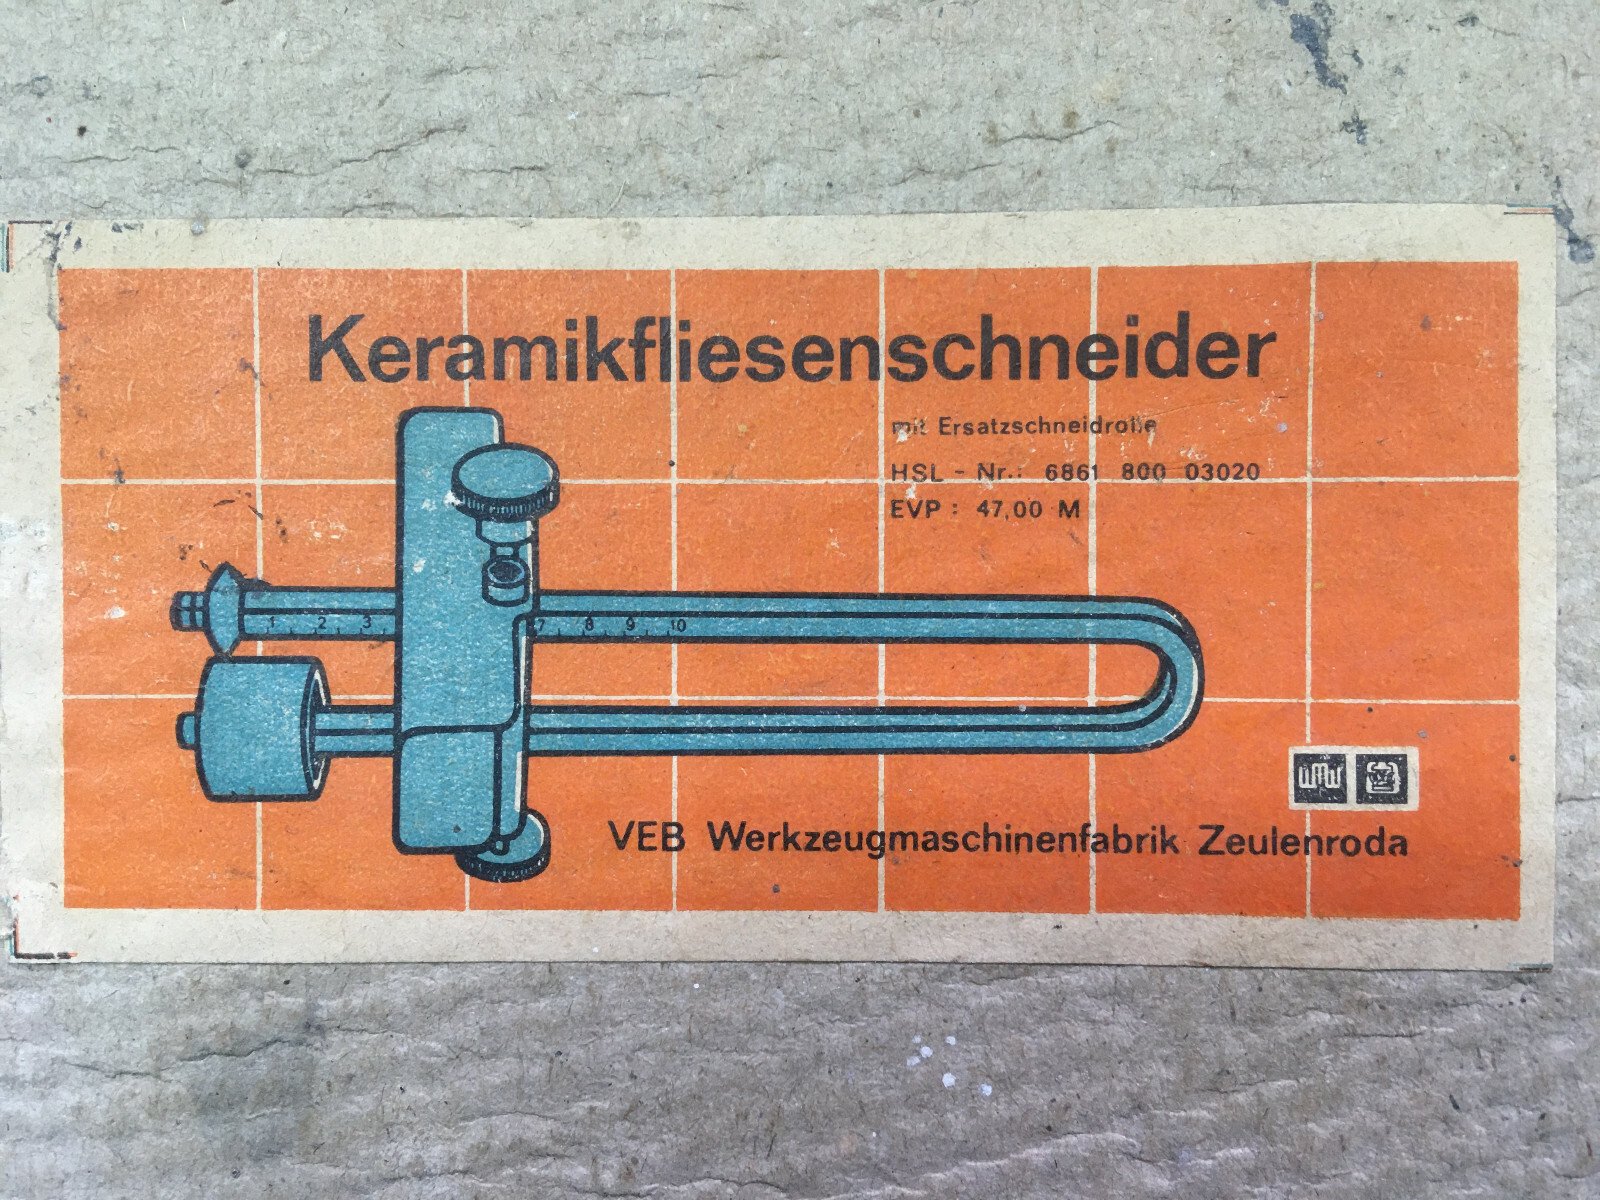 Keramikfliesenschneider
mit Ersatzschneidrolle
HSL - Nr.: 6861 800 03020
EVP : 47,00 M
1 2 3 7 8 9 10
WMW
VEB Werkzeugmaschinenfabrik Zeulenroda